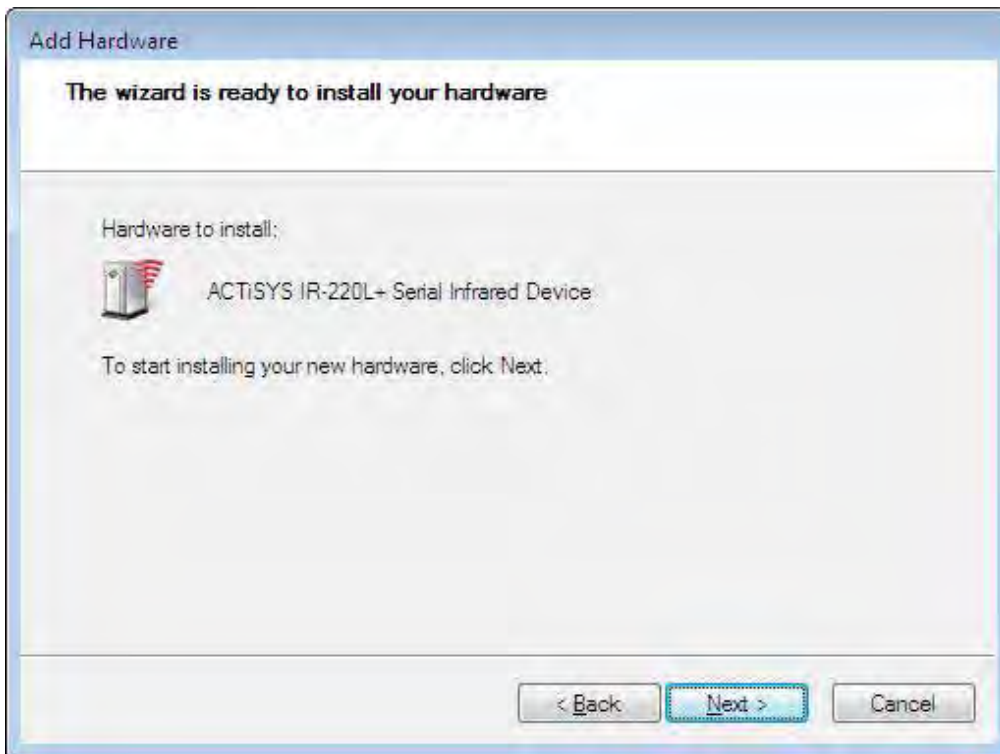 Add Hardware
The wizard is ready to install your hardware
Hardware to install:
ACTiSYS IR-220L+ Serial Infrared Device
To start installing your new hardware, click Next.
< Back
Next >
Cancel